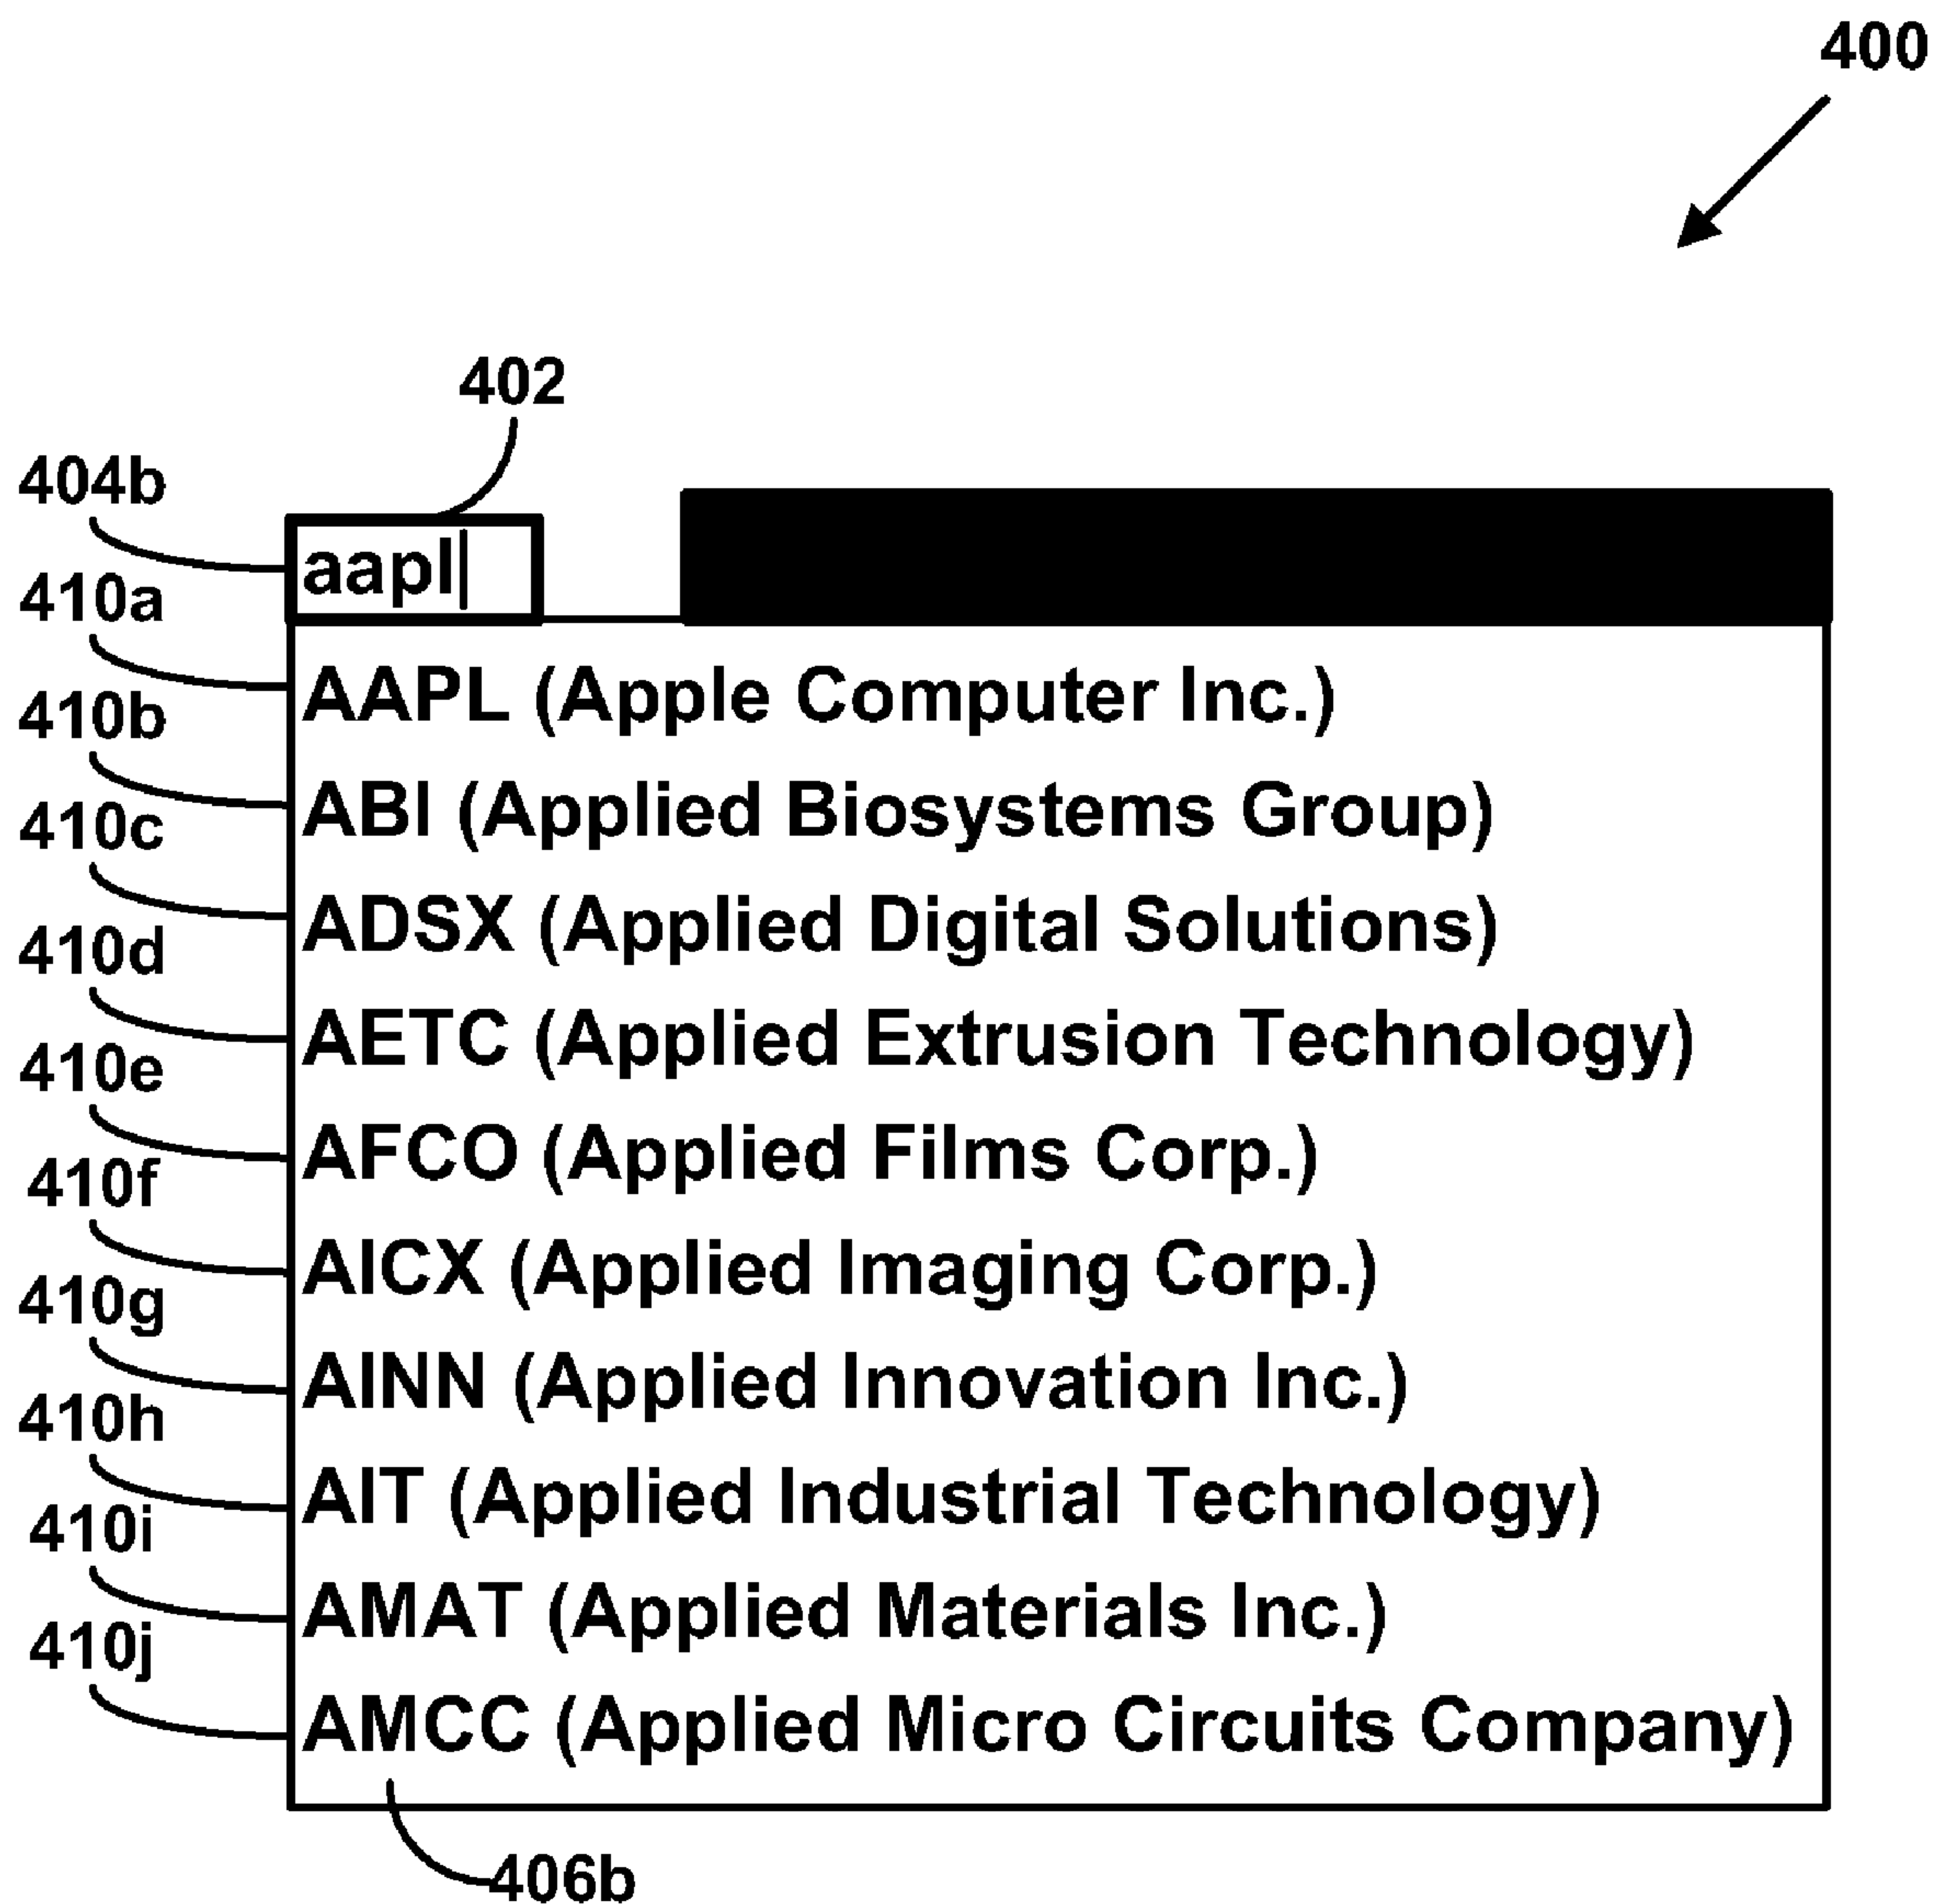 400
402
404b
aapl
410a
AAPL (Apple Computer Inc.)
410b
ABI (Applied Biosystems Group)
410c
ADSX (Applied Digital Solutions)
410d
AETC (Applied Extrusion Technology)
410e
AFCO (Applied Films Corp.)
410f
AICX (Applied Imaging Corp.)
410g
AINN (Applied Innovation Inc.)
410h
AIT (Applied Industrial Technology)
410i
AMAT (Applied Materials Inc.)
410j
AMCC (Applied Micro Circuits Company)
406b